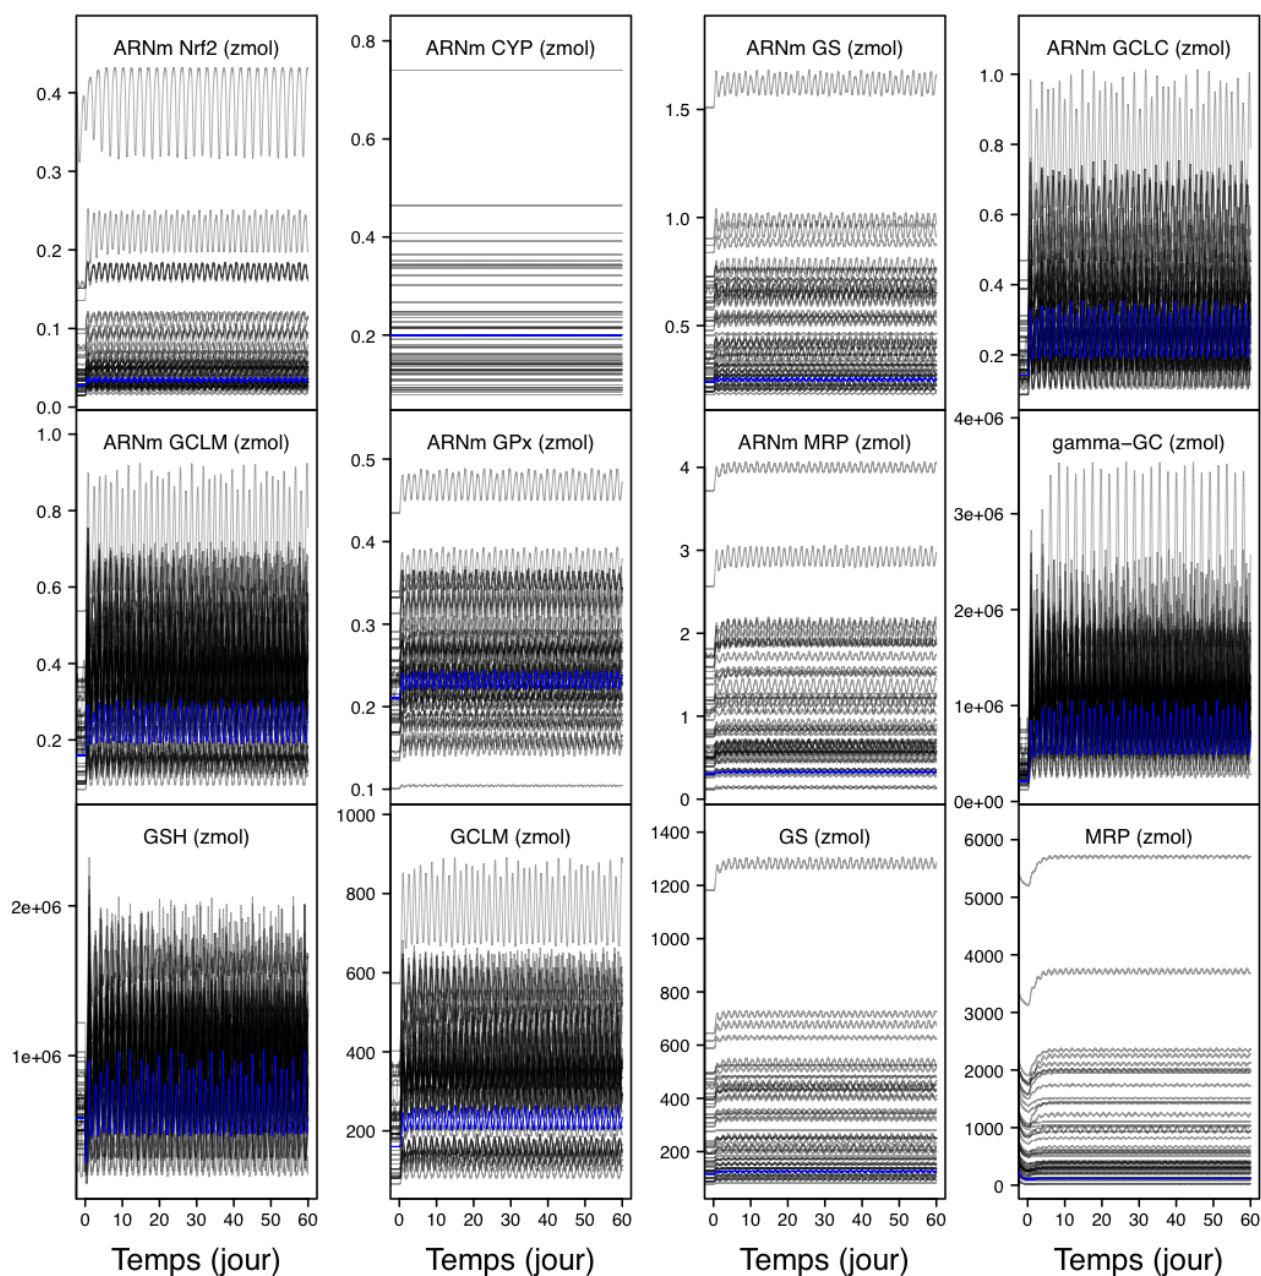 ARNm Nrf2 (zmol)
0.4
0.3
0.2
0.1
0.0
ARNm CYP (zmol)
0.8
0.6
0.4
0.2
ARNm GS (zmol)
1.5
1.0
0.5
ARNm GCLC (zmol)
1.0
0.8
0.6
0.4
0.2
ARNm GCLM (zmol)
1.0
0.8
0.6
0.4
0.2
ARNm GPx (zmol)
0.5
0.4
0.3
0.2
0.1
ARNm MRP (zmol)
4
3
2
1
0
gamma−GC (zmol)
4e+06
3e+06
2e+06
1e+06
0e+00
GSH (zmol)
2e+06
1e+06
0 10 20 30 40 50 60
Temps (jour)
GCLM (zmol)
1000
800
600
400
200
0 10 20 30 40 50 60
Temps (jour)
GS (zmol)
1400
1200
1000
800
600
400
200
0 10 20 30 40 50 60
Temps (jour)
MRP (zmol)
6000
5000
4000
3000
2000
1000
0
0 10 20 30 40 50 60
Temps (jour)